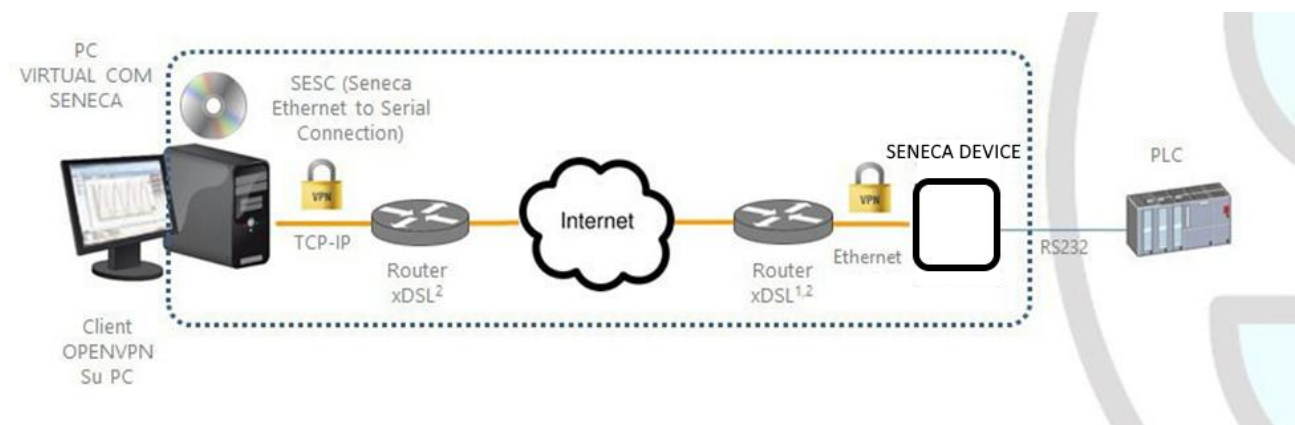 PC
VIRTUAL COM
SENECA
SESC (Seneca
Ethernet to Serial
Connection)
VPN
TCP-IP
Router
xDSL²
Internet
Router
xDSL¹,²
VPN
Ethernet
SENECA DEVICE
RS232
PLC
Client
OPENVPN
Su PC